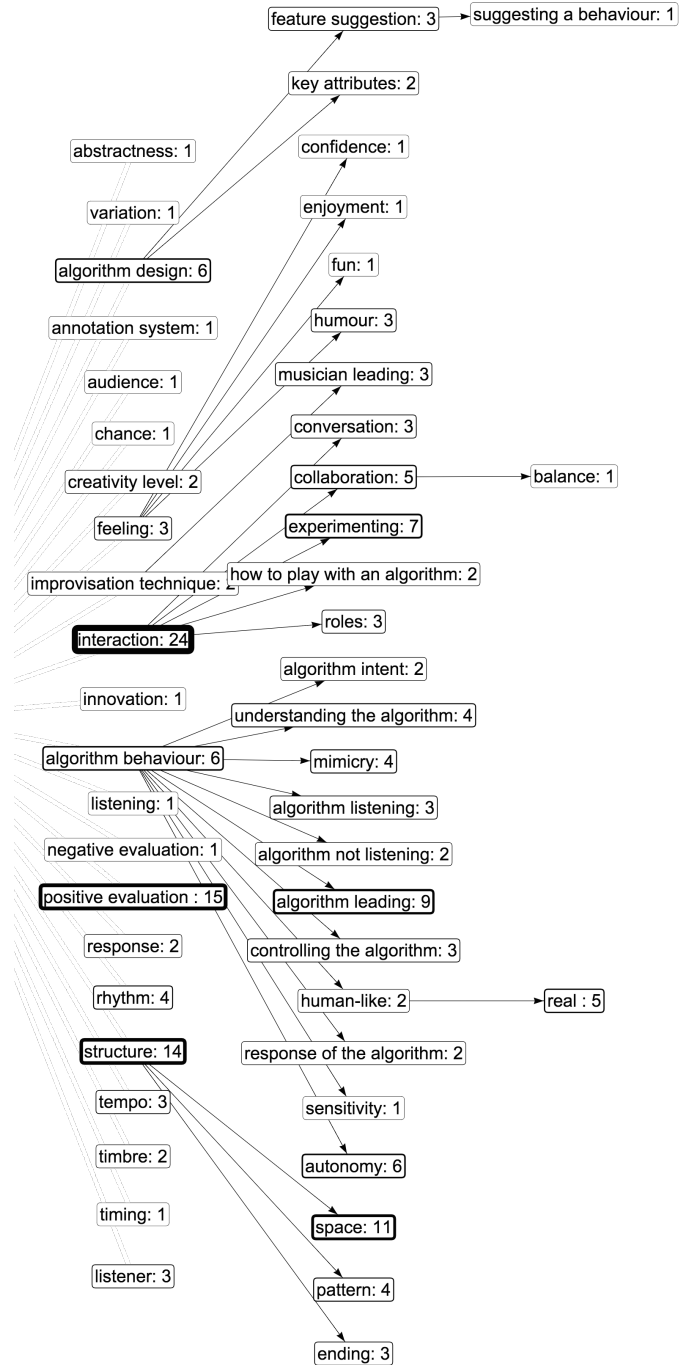 feature suggestion: 3
suggesting a behaviour: 1
key attributes: 2
abstractness: 1
confidence: 1
variation: 1
enjoyment: 1
algorithm design: 6
fun: 1
annotation system: 1
humour: 3
audience: 1
musician leading: 3
chance: 1
conversation: 3
creativity level: 2
collaboration: 5
balance: 1
feeling: 3
experimenting: 7
improvisation technique: 2
how to play with an algorithm: 2
interaction: 24
roles: 3
algorithm intent: 2
innovation: 1
understanding the algorithm: 4
algorithm behaviour: 6
mimicry: 4
listening: 1
algorithm listening: 3
negative evaluation: 1
algorithm not listening: 2
positive evaluation : 15
algorithm leading: 9
response: 2
controlling the algorithm: 3
rhythm: 4
human-like: 2
real : 5
structure: 14
response of the algorithm: 2
tempo: 3
sensitivity: 1
timbre: 2
autonomy: 6
timing: 1
space: 11
listener: 3
pattern: 4
ending: 3